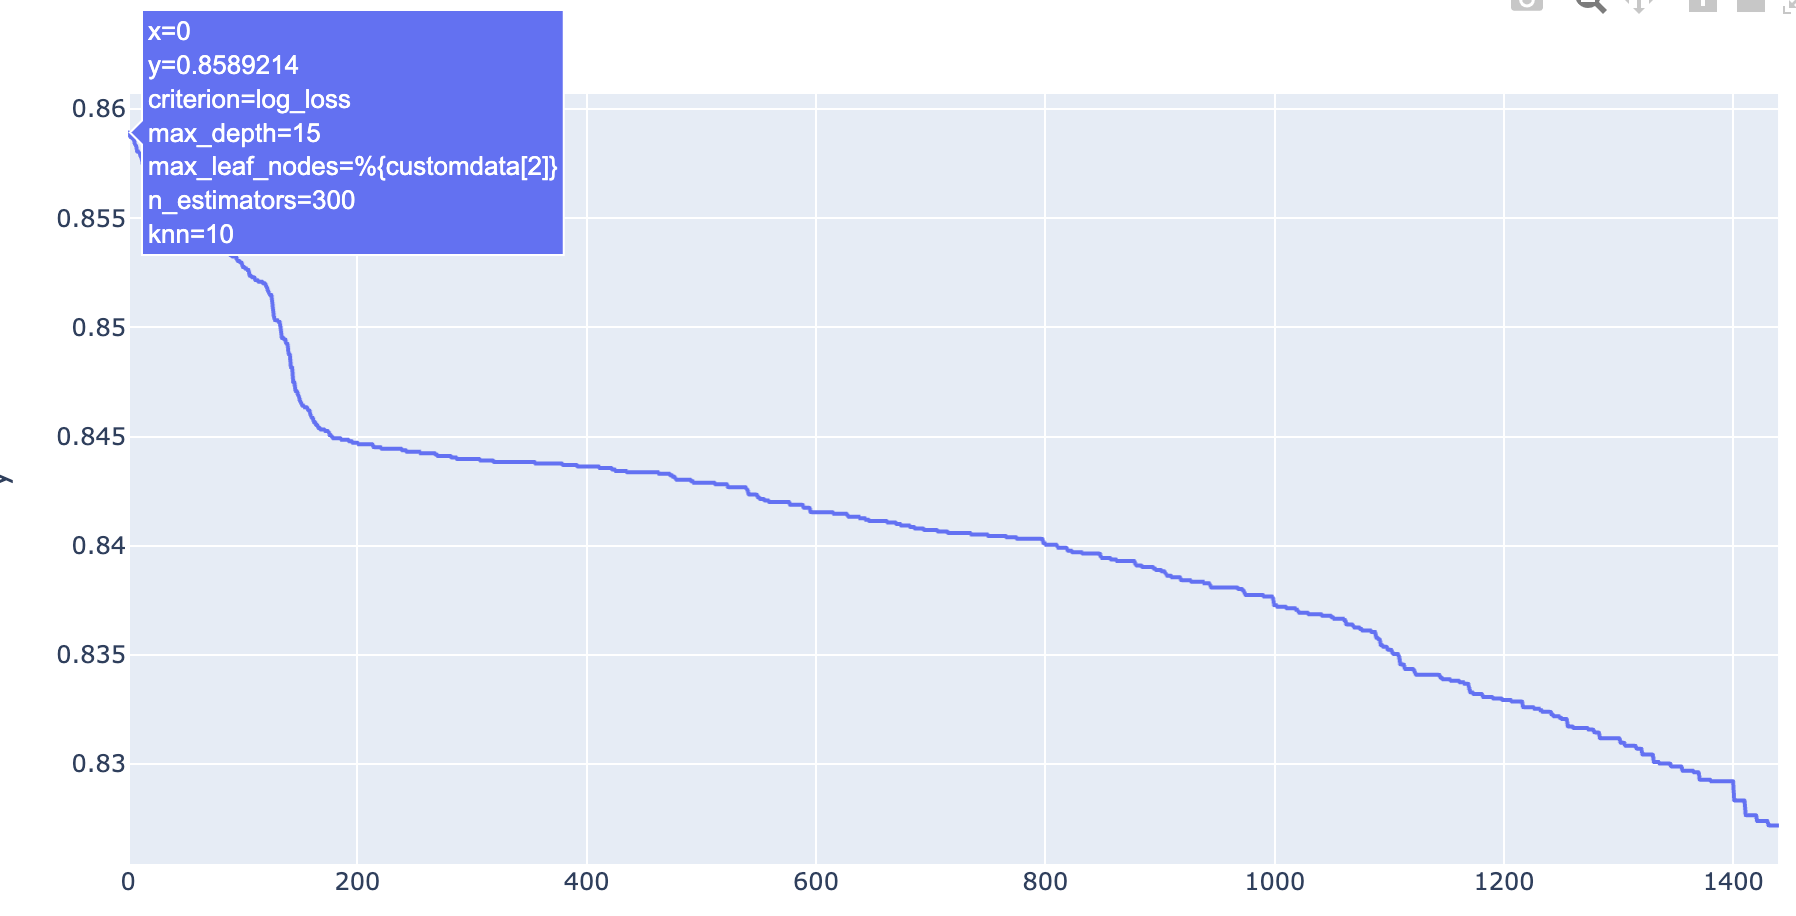 x=0
y=0.8589214
criterion=log_loss
max_depth=15
max_leaf_nodes=%{customdata[2]}
n_estimators=300
knn=10
0.86
0.855
0.85
0.845
0.84
0.835
0.83
y
0 200 400 600 800 1000 1200 1400